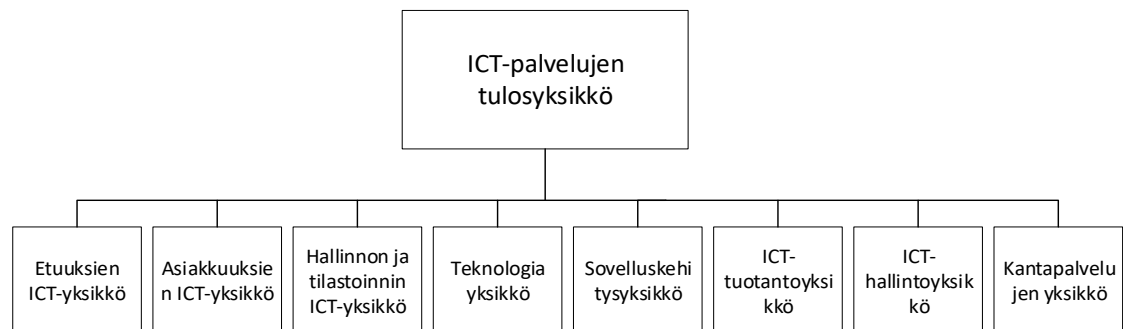 ICT-palvelujen
tulosyksikkö
Etuuksien
ICT-yksikkö
Asiakkuuksie
n ICT-yksikkö
Hallinnon ja
tilastoinnin
ICT-yksikkö
Teknologia
yksikkö
Sovelluskehi
tysyksikkö
ICT-
tuotantoyksi
kkö
ICT-
hallintoyksik
kö
Kantapalvelu
jen yksikkö